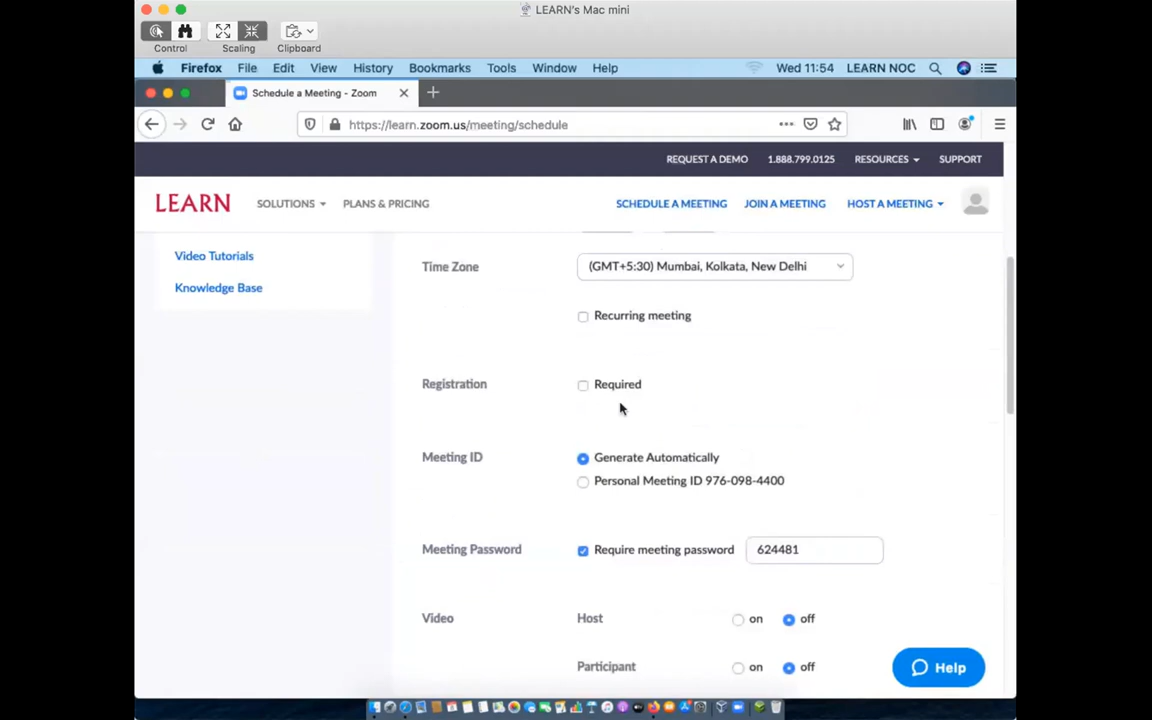 LEARN's Mac mini
Control Scaling Clipboard
Firefox File Edit View History Bookmarks Tools Window Help Wed 11:54 LEARN NOC
Schedule a Meeting - Zoom
https://learn.zoom.us/meeting/schedule
REQUEST A DEMO 1.888.799.0125 RESOURCES SUPPORT
LEARN SOLUTIONS PLANS & PRICING SCHEDULE A MEETING JOIN A MEETING HOST A MEETING
Video Tutorials
Time Zone (GMT+5:30) Mumbai, Kolkata, New Delhi
Knowledge Base
Recurring meeting
Registration Required
Meeting ID Generate Automatically
Personal Meeting ID 976-098-4400
Meeting Password Require meeting password 624481
Video Host on off
Participant on off
Help